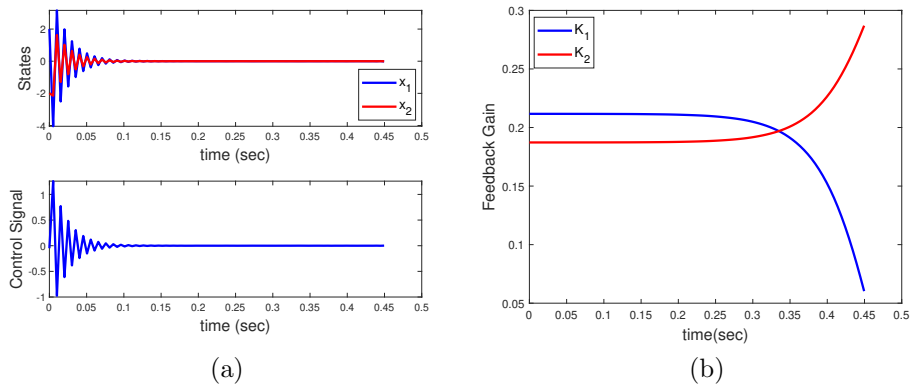 2
0
-2
-4
States
x1
x2
0 0.05 0.1 0.15 0.2 0.25 0.3 0.35 0.4 0.45 0.5
time (sec)
1
0.5
0
-0.5
-1
Control Signal
0 0.05 0.1 0.15 0.2 0.25 0.3 0.35 0.4 0.45 0.5
time (sec)
(a)
0.3
0.25
0.2
0.15
0.1
0.05
Feedback Gain
K1
K2
0 0.05 0.1 0.15 0.2 0.25 0.3 0.35 0.4 0.45 0.5
time(sec)
(b)